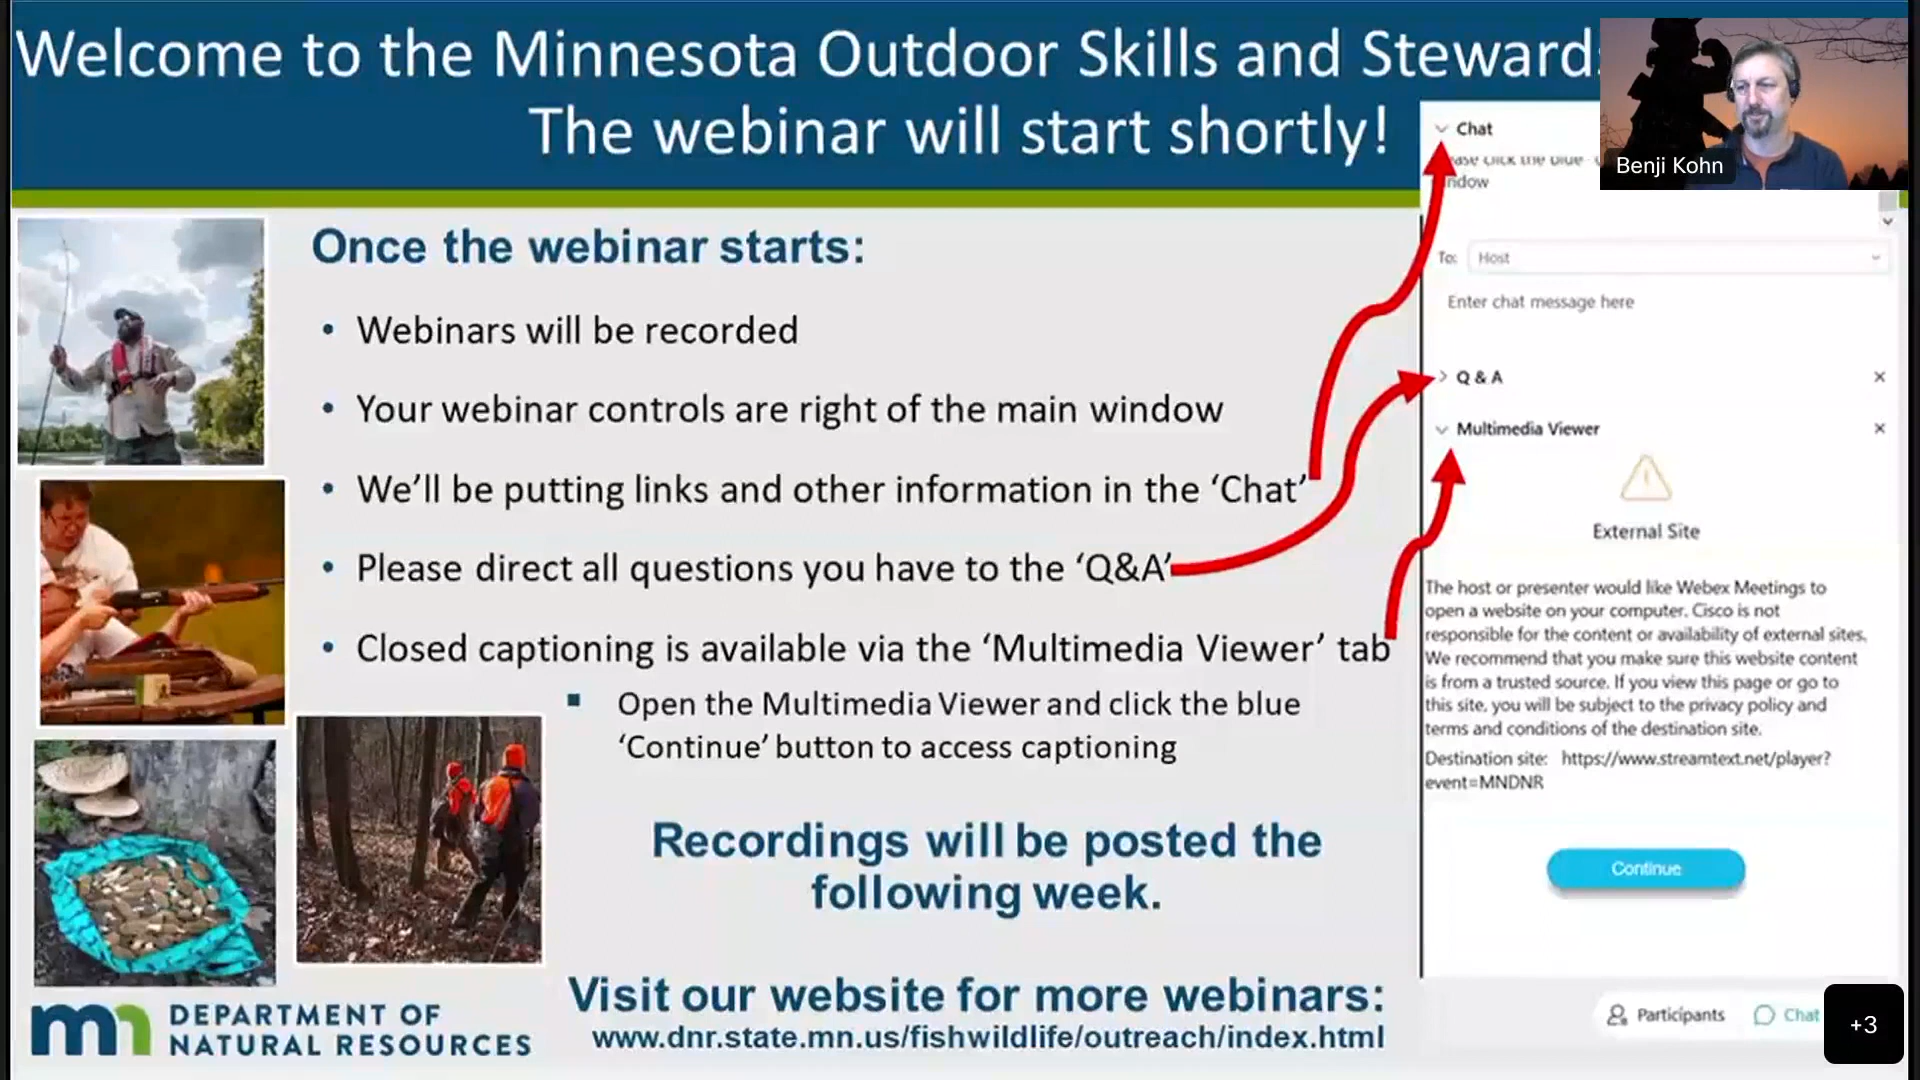 Welcome to the Minnesota Outdoor Skills and Steward
The webinar will start shortly!
Benji Kohn
Once the webinar starts:
• Webinars will be recorded
• Your webinar controls are right of the main window
• We'll be putting links and other information in the 'Chat'
• Please direct all questions you have to the 'Q&A'
• Closed captioning is available via the 'Multimedia Viewer' tab
▪ Open the Multimedia Viewer and click the blue
'Continue' button to access captioning
Recordings will be posted the
following week.
Visit our website for more webinars:
www.dnr.state.mn.us/fishwildlife/outreach/index.html
mn DEPARTMENT OF
NATURAL RESOURCES
Chat
click the blue
To: Host
Enter chat message here
Q & A
Multimedia Viewer
External Site
The host or presenter would like Webex Meetings to
open a website on your computer. Cisco is not
responsible for the content or availability of external sites.
We recommend that you make sure this website content
is from a trusted source. If you view this page or go to
this site, you will be subject to the privacy policy and
terms and conditions of the destination site.
Destination site: https://www.streamtext.net/player?
event=MNDNR
Continue
Participants Chat
+3